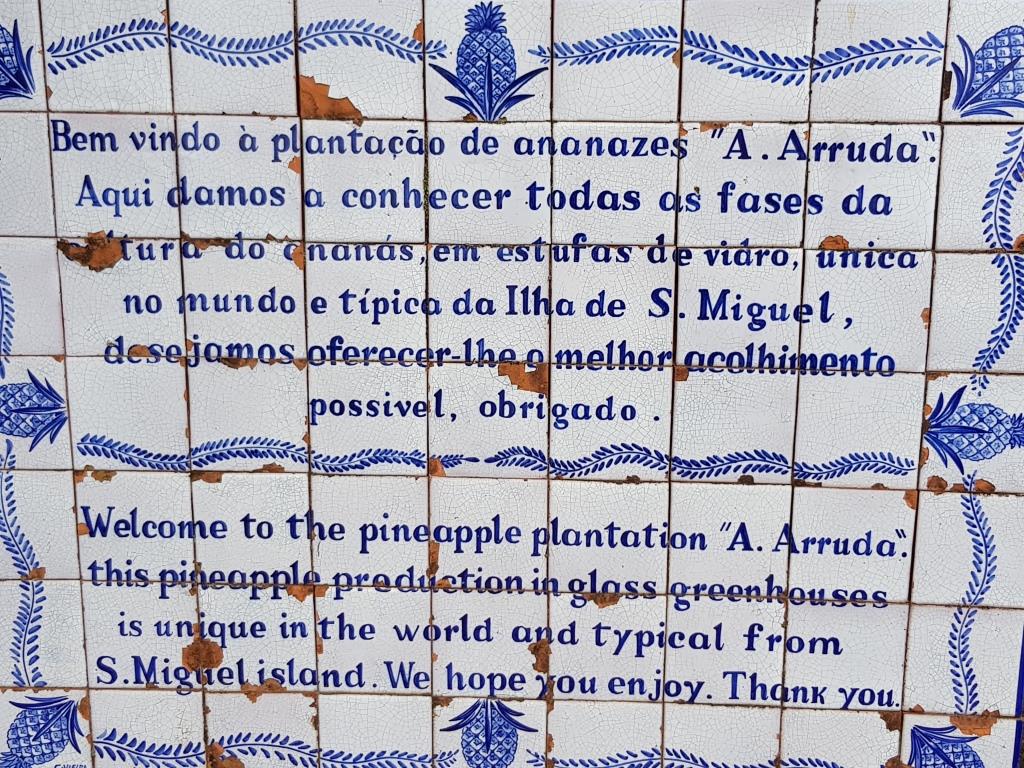 Bem vindo à plantação de ananazes "A. Arruda".
Aqui damos a conhecer todas as fases da
cultura do ananás, em estufas de vidro, única
no mundo e típica da Ilha de S. Miguel,
desejamos oferecer-lhe o melhor acolhimento
possivel, obrigado.
Welcome to the pineapple plantation "A. Arruda".
this pineapple production in glass greenhouses
is unique in the world and typical from
S. Miguel island. We hope you enjoy. Thank you.